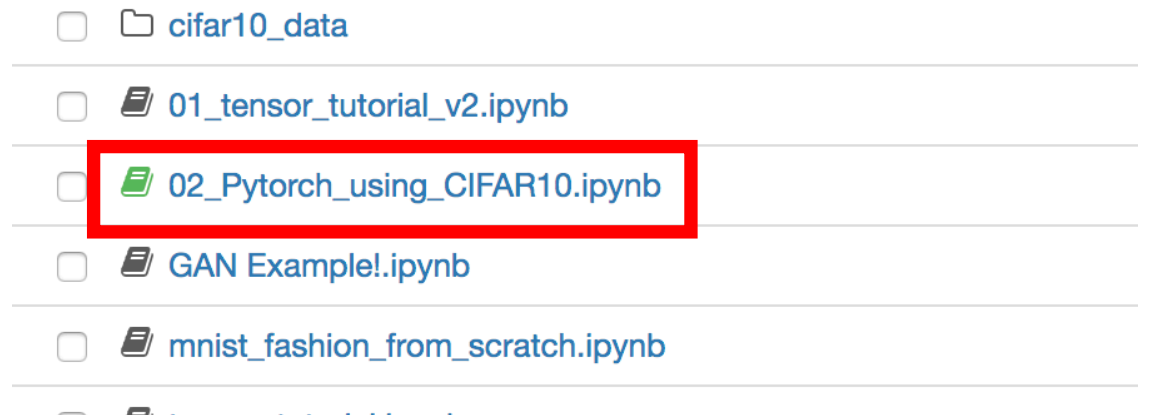 cifar10_data
01_tensor_tutorial_v2.ipynb
02_Pytorch_using_CIFAR10.ipynb
GAN Example!.ipynb
mnist_fashion_from_scratch.ipynb